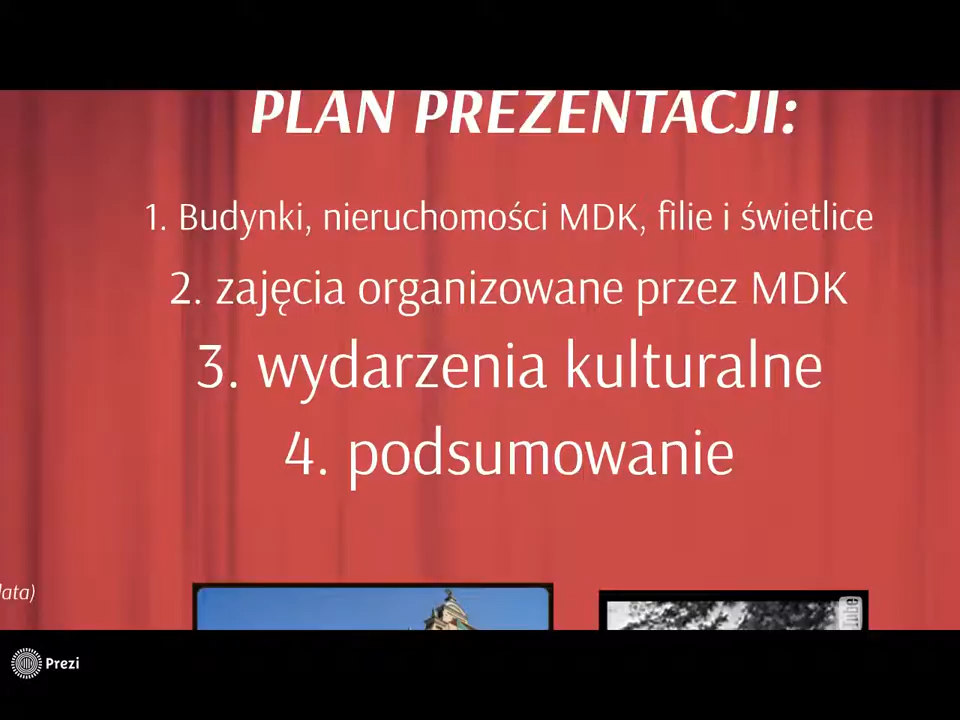 PLAN PREZENTACJI:
1. Budynki, nieruchomości MDK, filie i świetlice
2. zajęcia organizowane przez MDK
3. wydarzenia kulturalne
4. podsumowanie
Prezi